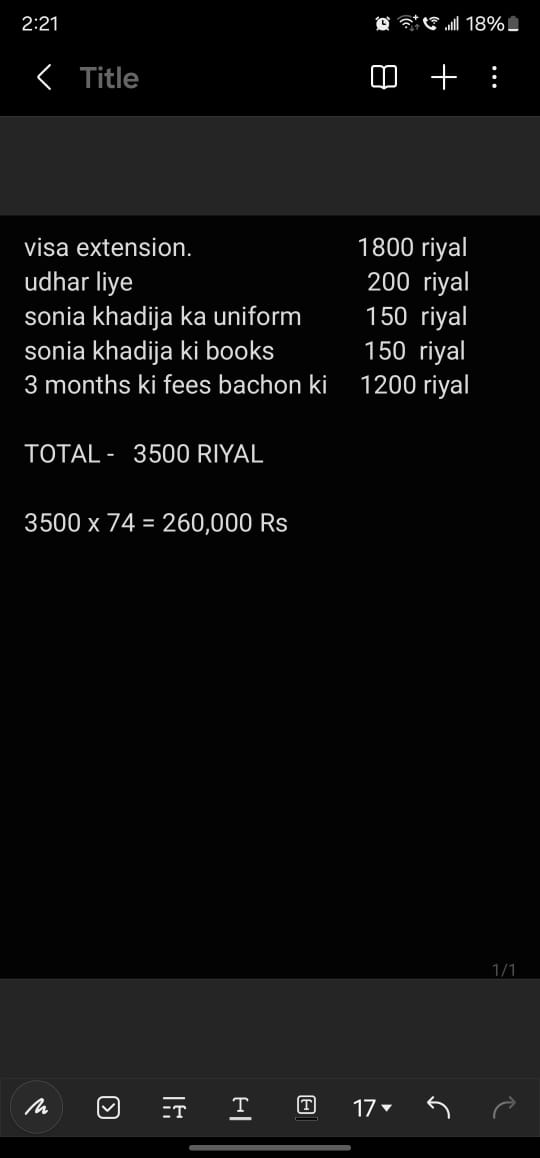 2:21 18%
Title
visa extension. 1800 riyal
udhar liye 200 riyal
sonia khadija ka uniform 150 riyal
sonia khadija ki books 150 riyal
3 months ki fees bachon ki 1200 riyal
TOTAL - 3500 RIYAL
3500 x 74 = 260,000 Rs
1/1
T T T 17